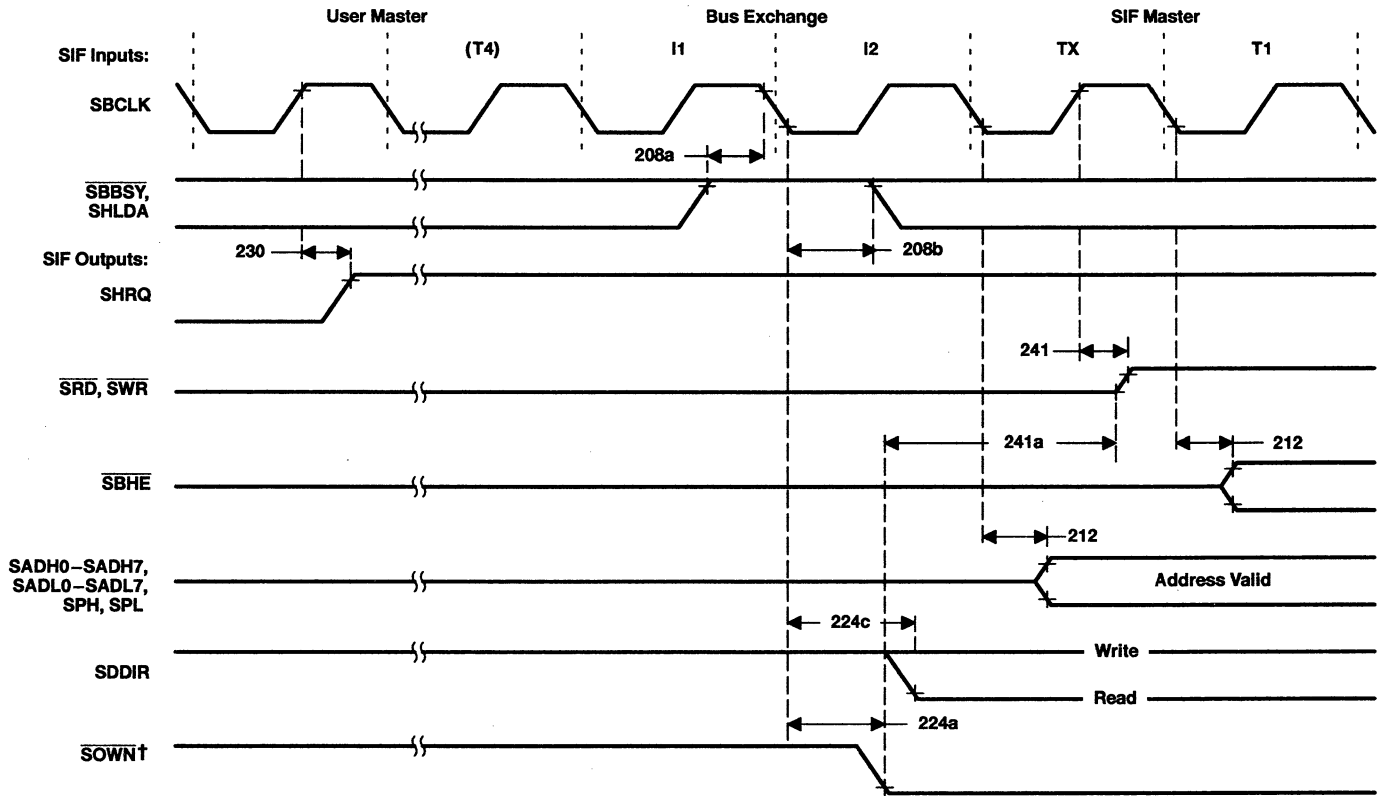 User Master Bus Exchange SIF Master
SIF Inputs: (T4) I1 I2 TX T1
SBCLK
208a
SBBSY,
SHLDA
230 208b
SIF Outputs:
SHRQ
241
SRD, SWR
241a 212
SBHE
212
SADH0–SADH7,
SADL0–SADL7,
SPH, SPL
Address Valid
224c
Write
SDDIR
Read
224a
SOWN†